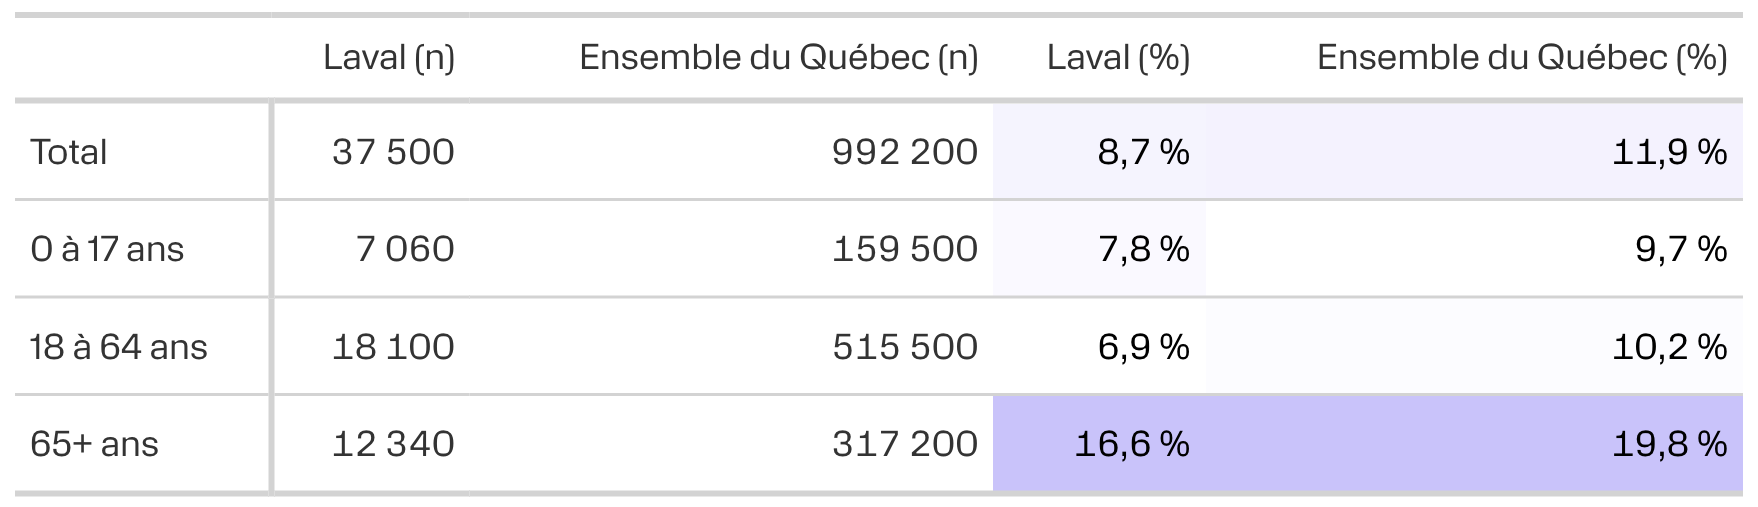 Laval (n) Ensemble du Québec (n) Laval (%) Ensemble du Québec (%)
Total 37 500 992 200 8,7 % 11,9 %
0 à 17 ans 7 060 159 500 7,8 % 9,7 %
18 à 64 ans 18 100 515 500 6,9 % 10,2 %
65+ ans 12 340 317 200 16,6 % 19,8 %